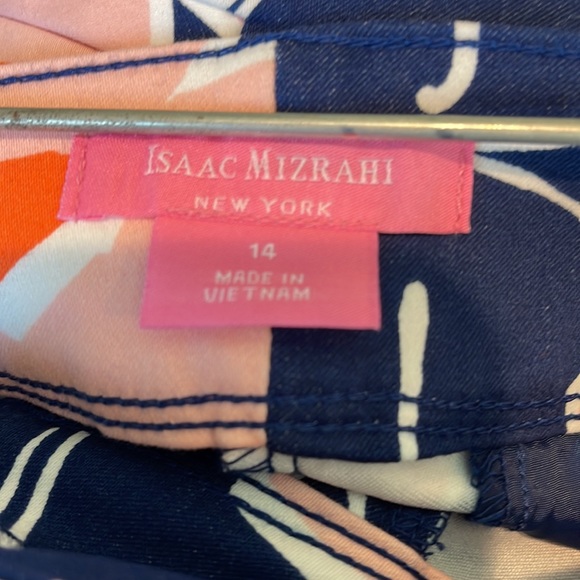 ISAAC MIZRAHI
NEW YORK
14
MADE IN
VIETNAM